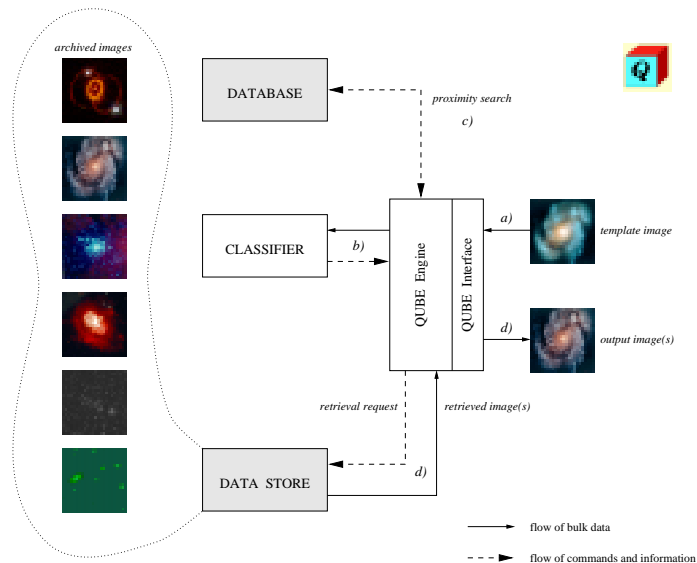 archived images
Q
DATABASE
proximity search
c)
CLASSIFIER
b)
QUBE Engine
QUBE Interface
a)
template image
d)
output image(s)
retrieval request
retrieved image(s)
d)
DATA STORE
flow of bulk data
flow of commands and information